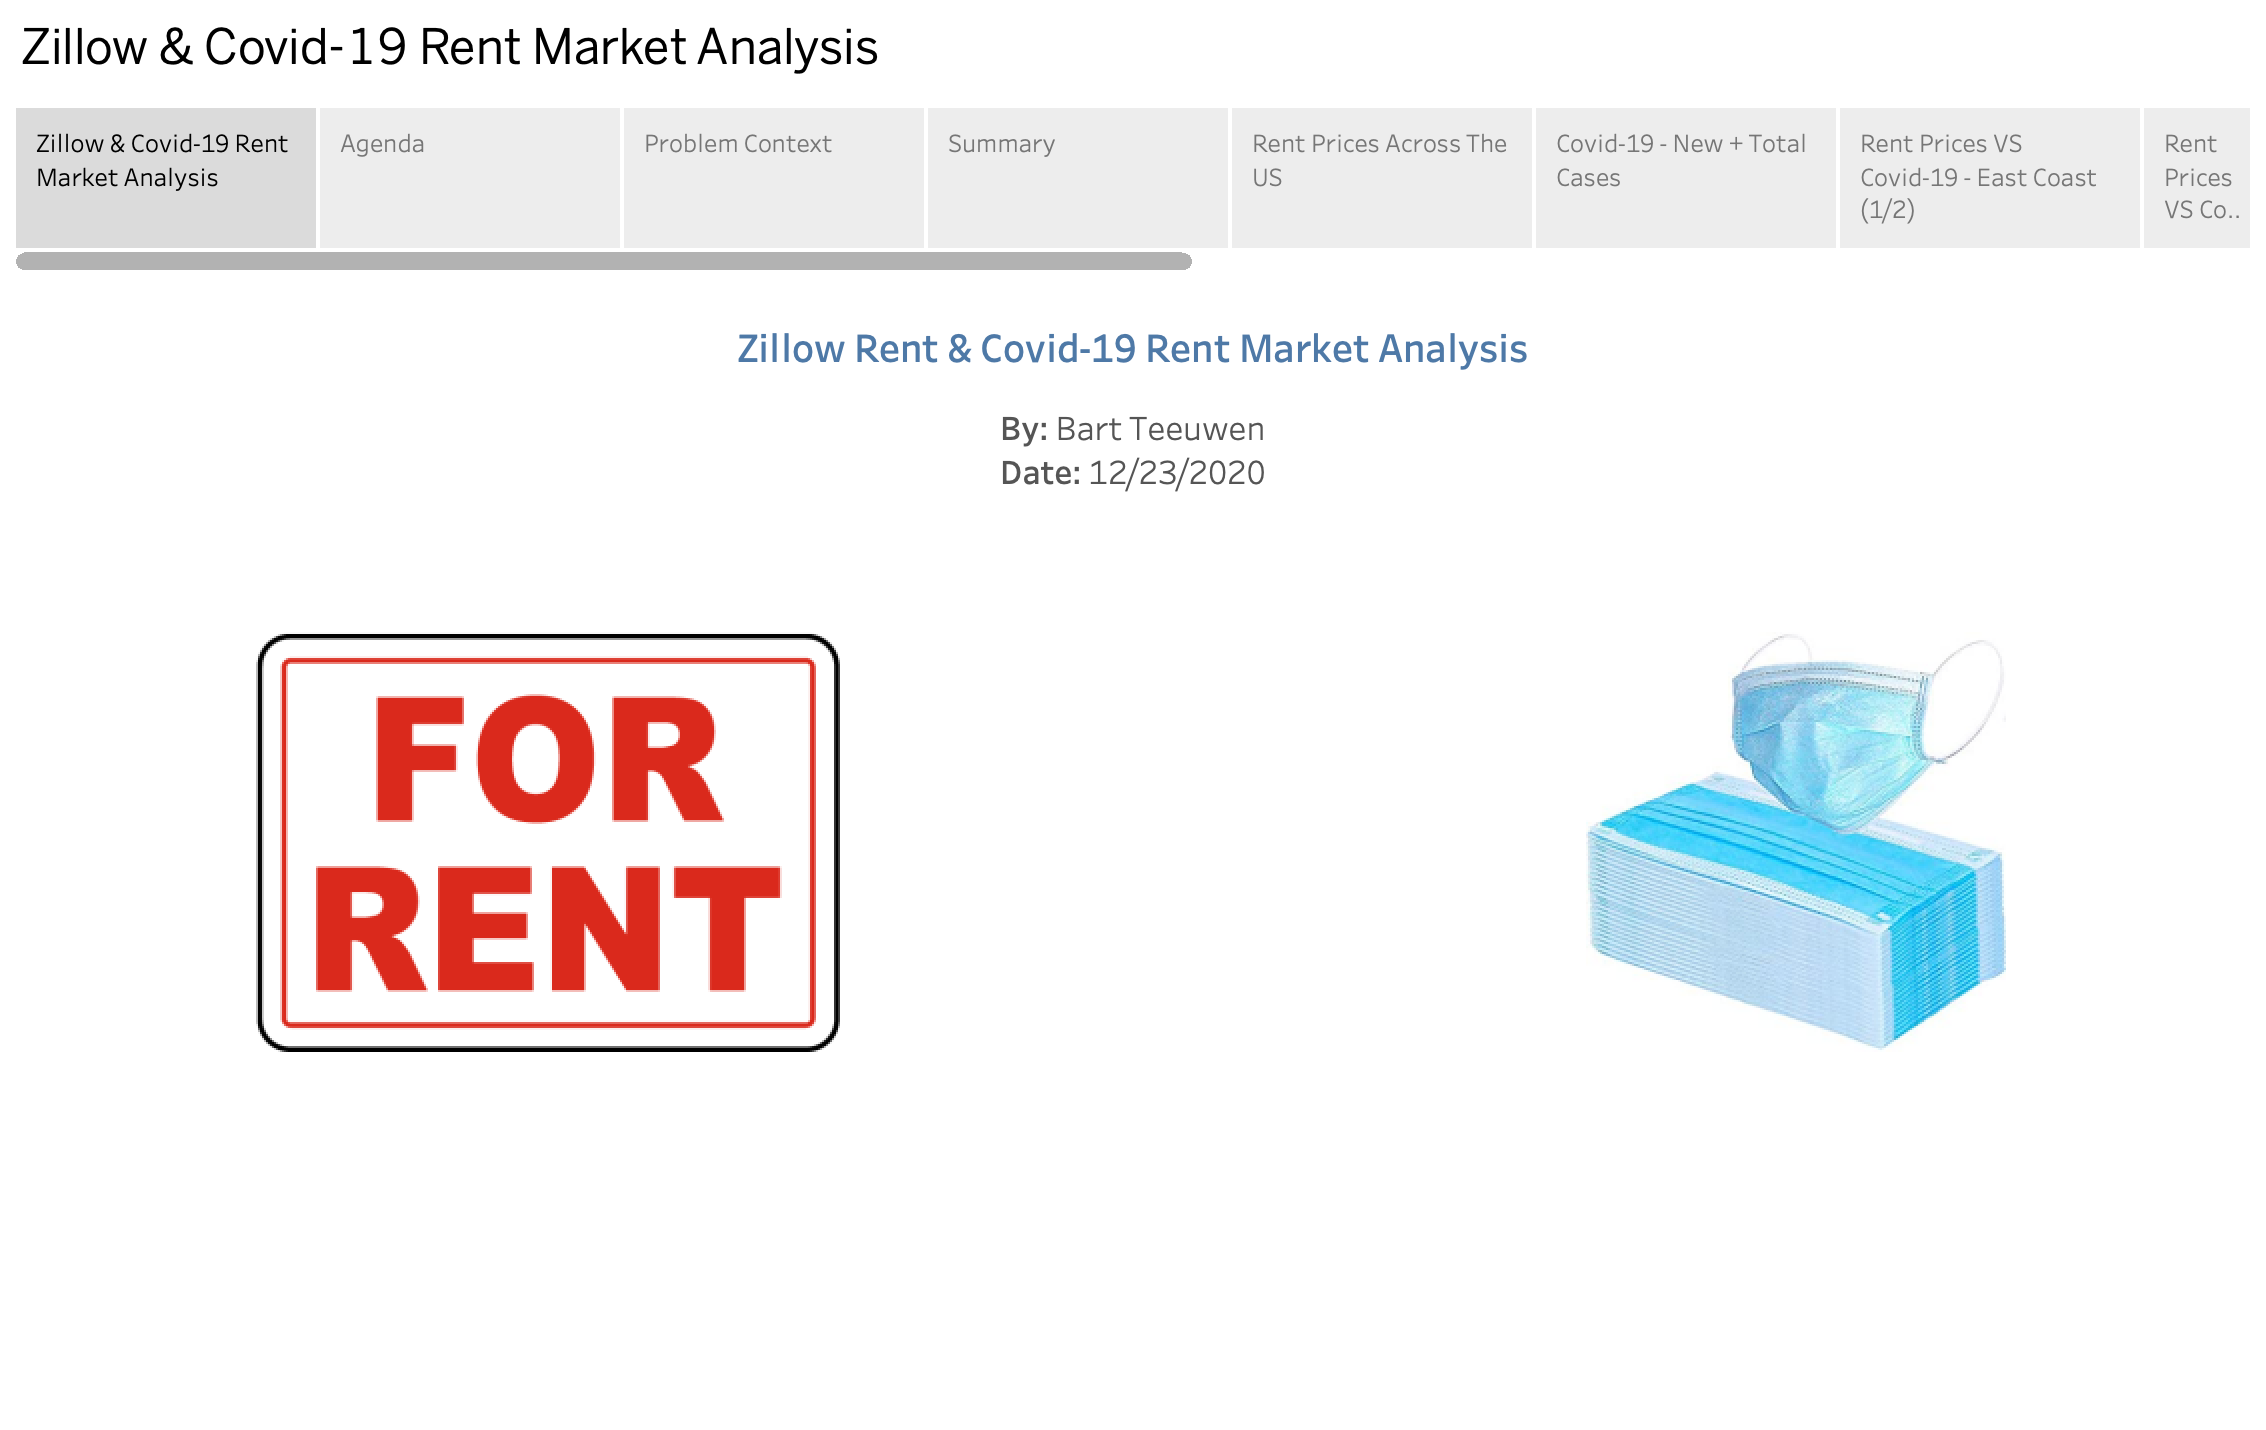 Zillow & Covid-19 Rent Market Analysis
Zillow & Covid-19 Rent
Market Analysis
Agenda
Problem Context
Summary
Rent Prices Across The
US
Covid-19 - New + Total
Cases
Rent Prices VS
Covid-19 - East Coast
(1/2)
Rent
Prices
VS Co..
Zillow Rent & Covid-19 Rent Market Analysis
By: Bart Teeuwen
Date: 12/23/2020
FOR
RENT